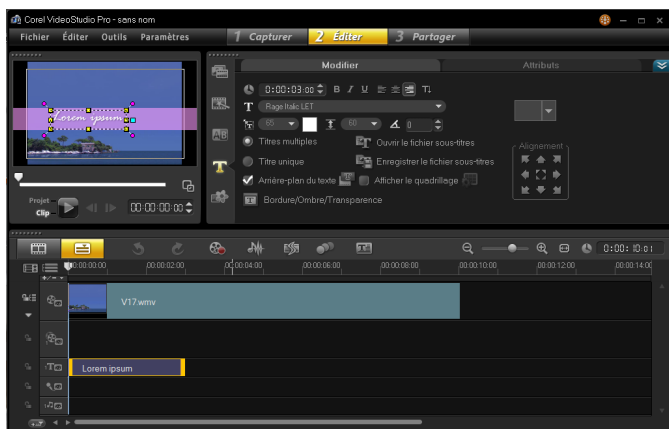 Corel VideoStudio Pro - sans nom
Fichier Éditer Outils Paramètres
1 Capturer 2 Éditer 3 Partager
Modifier Attributs
0:00:03:00 B I U
T Rage Italic LET
65 60 0
Titres multiples Ouvrir le fichier sous-titres
Titre unique Enregistrer le fichier sous-titres
Arrière-plan du texte Afficher le quadrillage
Bordure/Ombre/Transparence
Alignement
Lorem ipsum
Projet
Clip
00:00:00:00
0:00:10:01
00:00:00:00 00:00:02:00 00:00:04:00 00:00:06:00 00:00:08:00 00:00:10:00 00:00:12:00 00:00:14:00
V17.wmv
Lorem ipsum